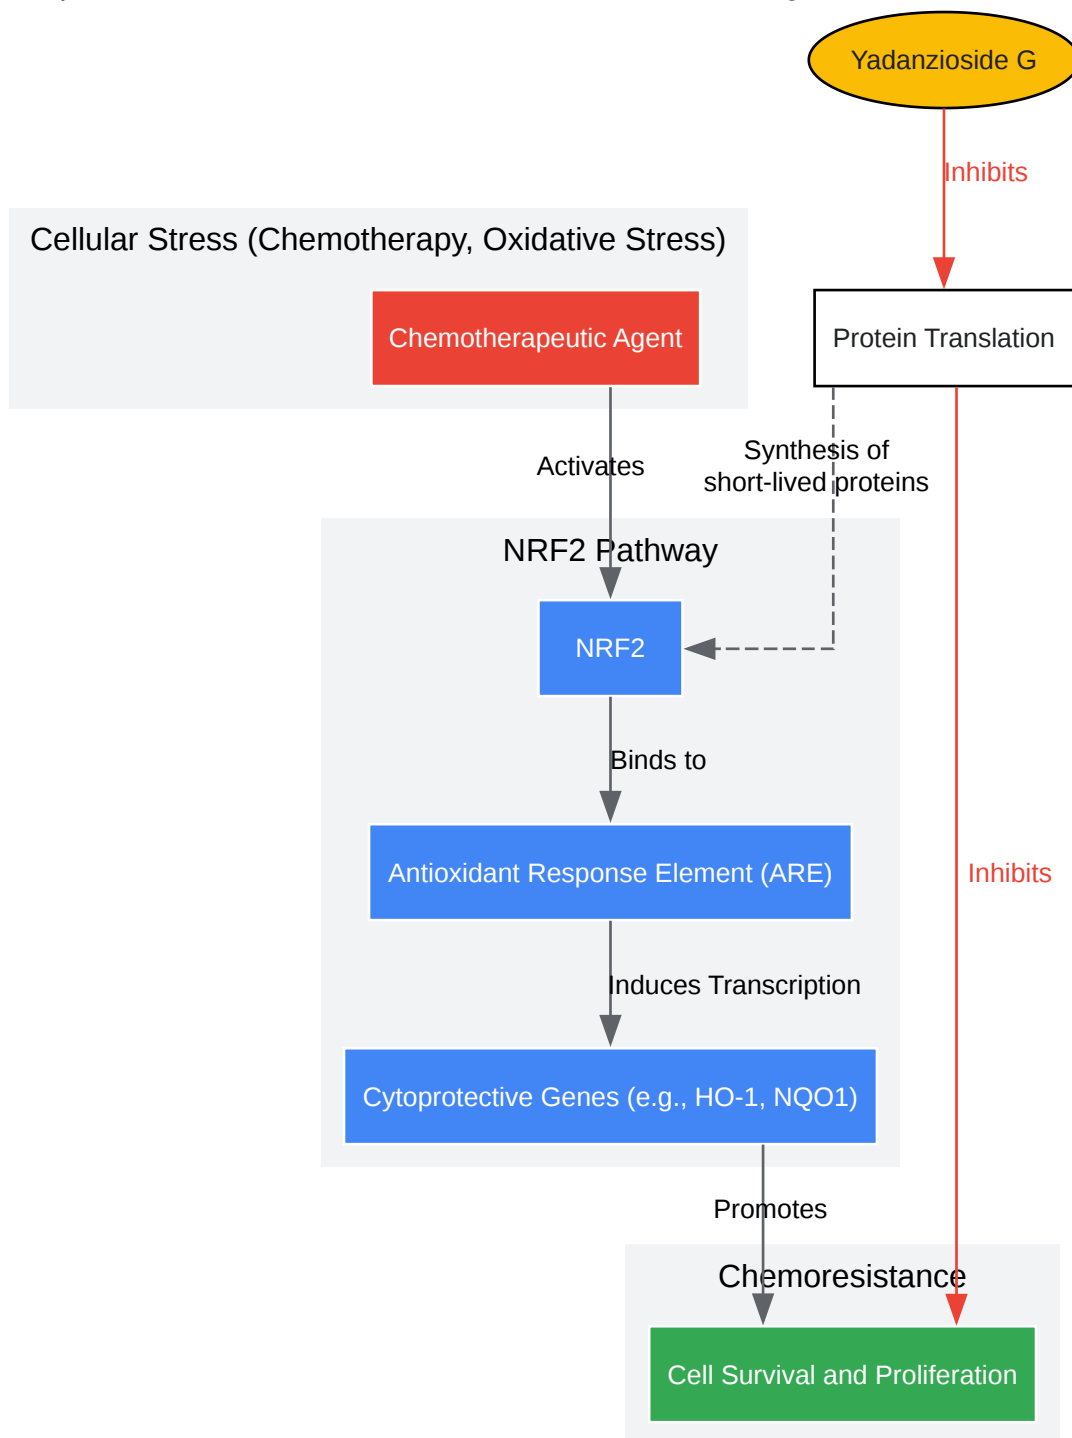 Yadanzioside G
Inhibits
Cellular Stress (Chemotherapy, Oxidative Stress)
Chemotherapeutic Agent
Protein Translation
Activates
Synthesis of
short-lived proteins
NRF2 Pathway
NRF2
Binds to
Antioxidant Response Element (ARE)
Inhibits
Induces Transcription
Cytoprotective Genes (e.g., HO-1, NQO1)
Promotes
Chemoresistance
Cell Survival and Proliferation